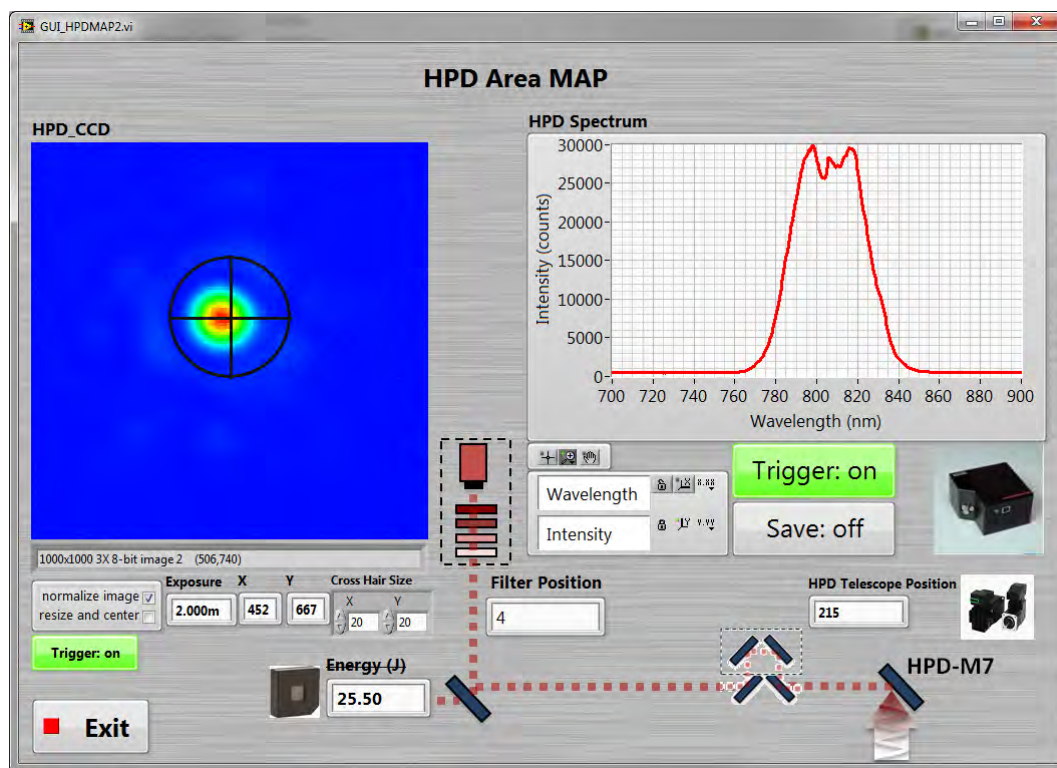 GUI_HPDMAP2.vi
HPD Area MAP
HPD_CCD
HPD Spectrum
Intensity (counts)
30000
25000
20000
15000
10000
5000
0
700 720 740 760 780 800 820 840 860 880 900
Wavelength (nm)
Wavelength
Intensity
Trigger: on
Save: off
1000x1000 3X 8-bit image 2 (506,740)
normalize image
resize and center
Exposure X Y
2.000m 452 667
Cross Hair Size
X Y
20 20
Trigger: on
Filter Position
4
HPD Telescope Position
215
Energy (J)
25.50
HPD-M7
Exit